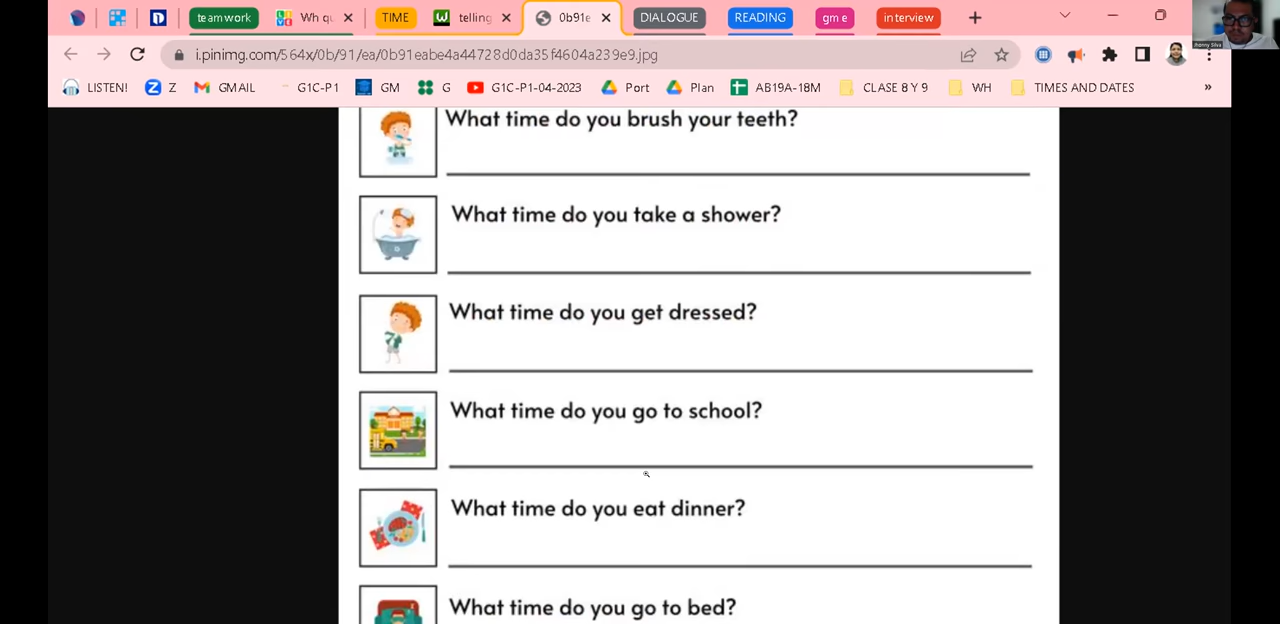 teamwork
Wh qu
TIME
telling
0b91e
DIALOGUE
READING
gm e
interview
i.pinimg.com/564x/0b/91/ea/0b91eabe4a44728d0da35f4604a239e9.jpg
LISTEN!
Z
GMAIL
G1C-P1
GM
G
G1C-P1-04-2023
Port
Plan
AB19A-18M
CLASE 8 Y 9
WH
TIMES AND DATES
»
What time do you brush your teeth?
What time do you take a shower?
What time do you get dressed?
What time do you go to school?
What time do you eat dinner?
What time do you go to bed?